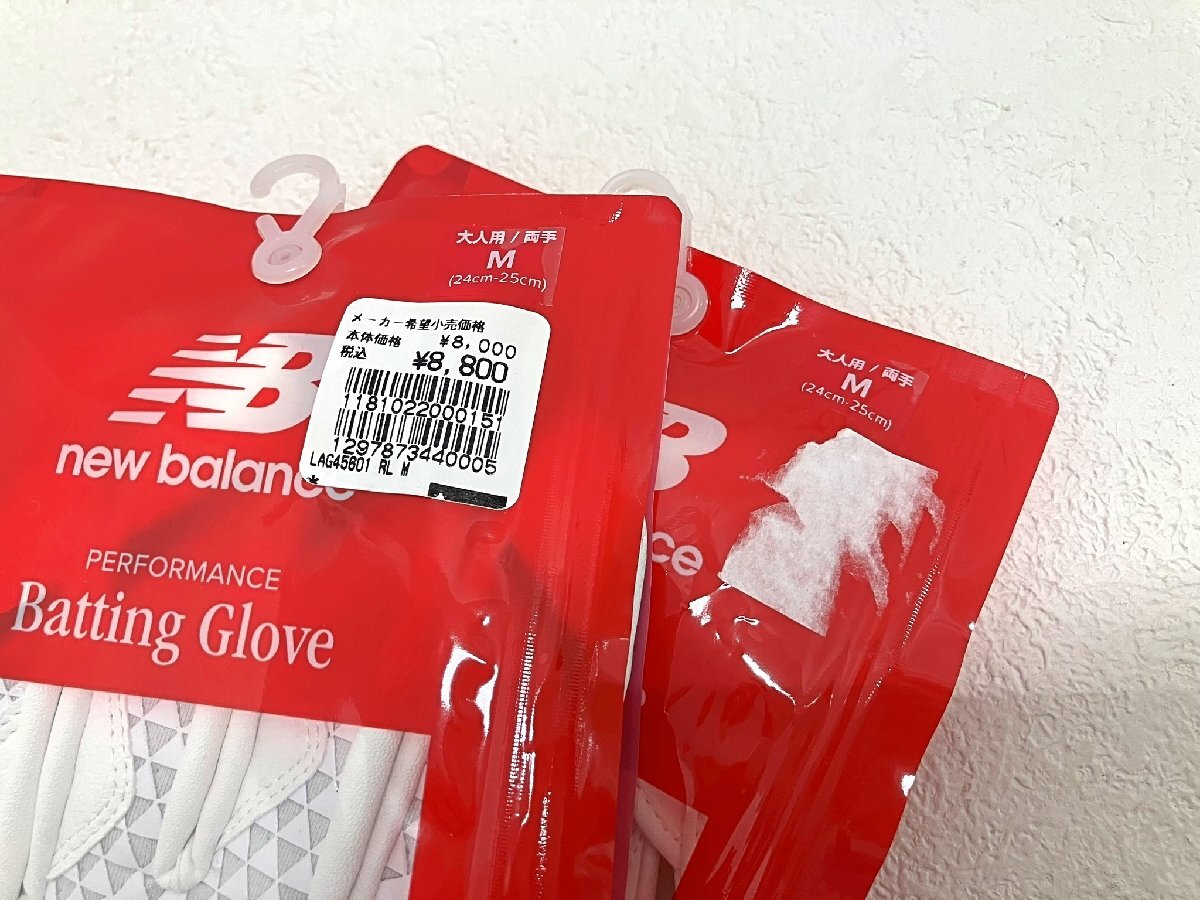 大人用 / 両手
M
(24cm-25cm)
メーカー希望小売価格
本体価格 ¥8,000
税込 ¥8,800
1181022000151
1297873440005
LAG45601 RL M
*
NB
new balance
PERFORMANCE
Batting Glove
大人用 / 両手
M
(24cm-25cm)
B
ce